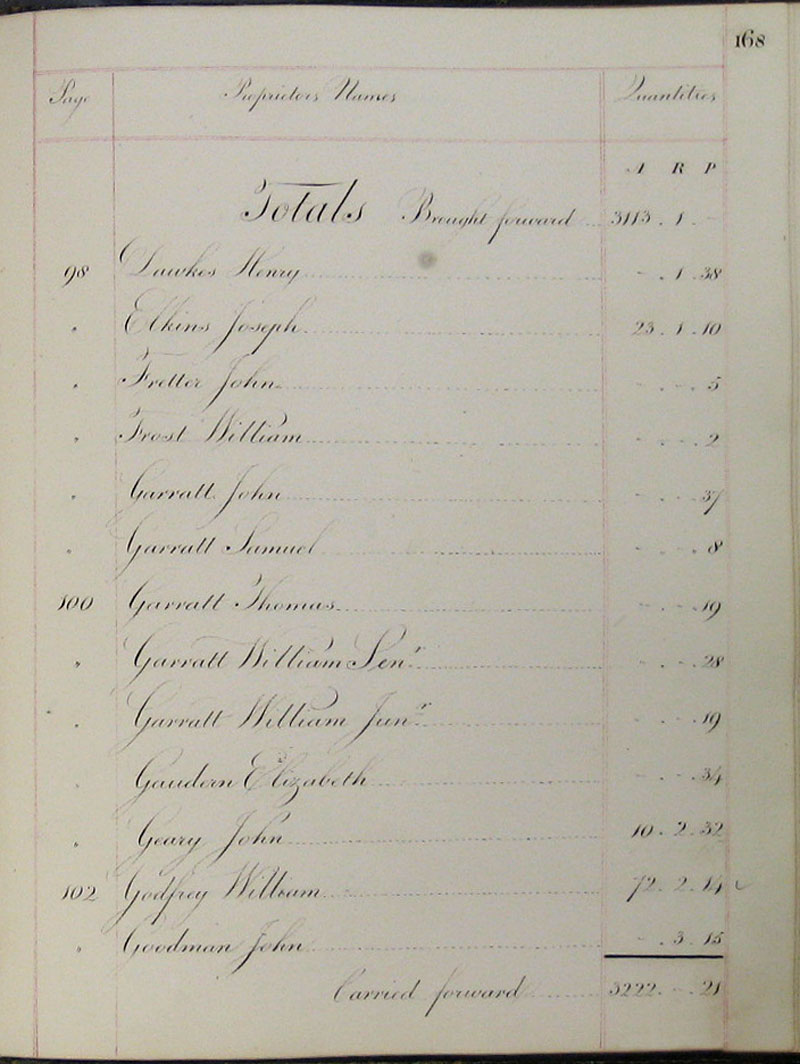 168
Page Proprietors Names Quantities
A R P
Totals Brought forward 3113 . 1 . -
98 Dawkes Henry - . 1 . 38
" Elkins Joseph 23 . 1 . 10
" Fretter John - . - . 5
" Frost William - . - . 2
" Garratt John - . - . 37
" Garratt Samuel - . - . 8
100 Garratt Thomas - . - . 19
" Garratt William Senr - . - . 28
" Garratt William Junr - . - . 19
" Gaudern Elizabeth - . - . 34
" Geary John 10 . 2 . 32
102 Godfrey William 72 . 2 . 14
" Goodman John - . 3 . 15
Carried forward 3222 . - . 21